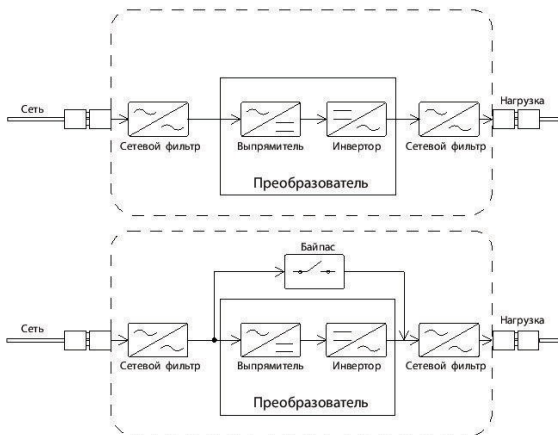 Сеть
Нагрузка
Сетевой фильтр
Выпрямитель
Инвертор
Сетевой фильтр
Преобразователь
Байпас
Сеть
Нагрузка
Сетевой фильтр
Выпрямитель
Инвертор
Сетевой фильтр
Преобразователь